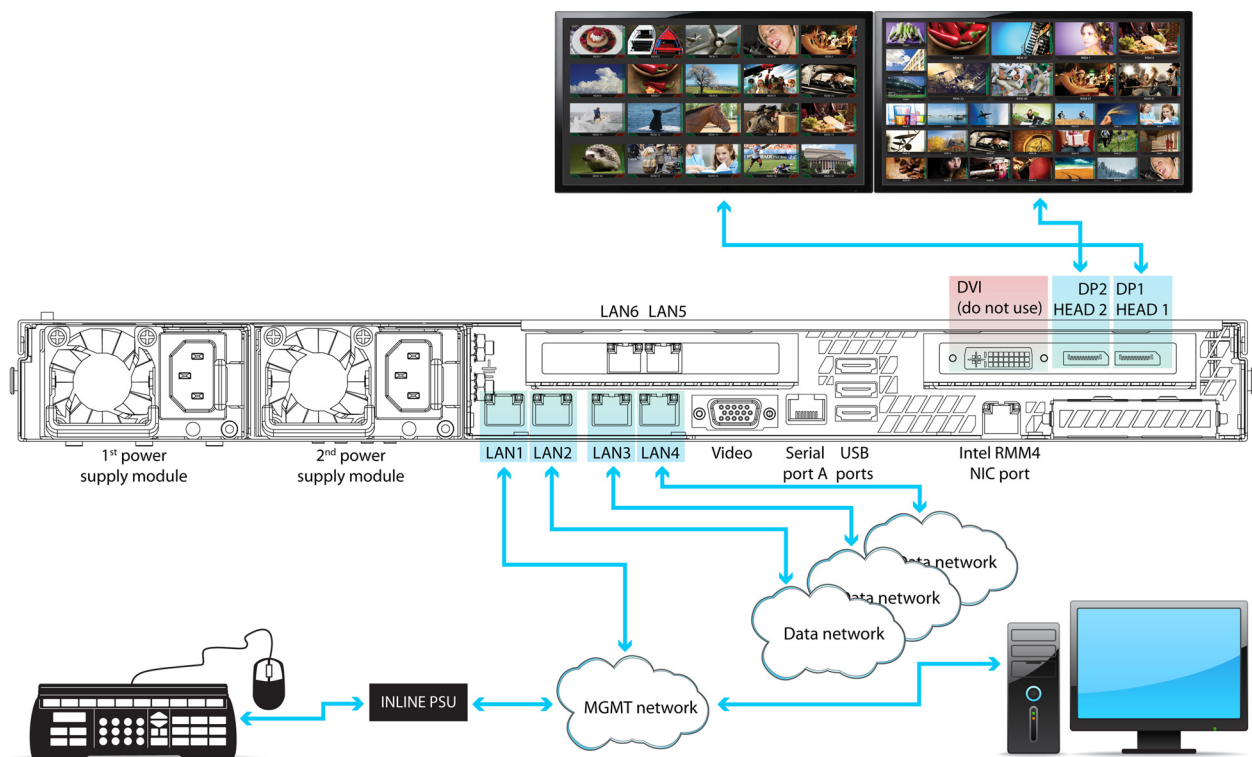 DVI
(do not use)
DP2
HEAD 2
DP1
HEAD 1
LAN6
LAN5
1st power
supply module
2nd power
supply module
LAN1
LAN2
LAN3
LAN4
Video
Serial
port A
USB
ports
Intel RMM4
NIC port
Data network
Data network
Data network
INLINE PSU
MGMT network